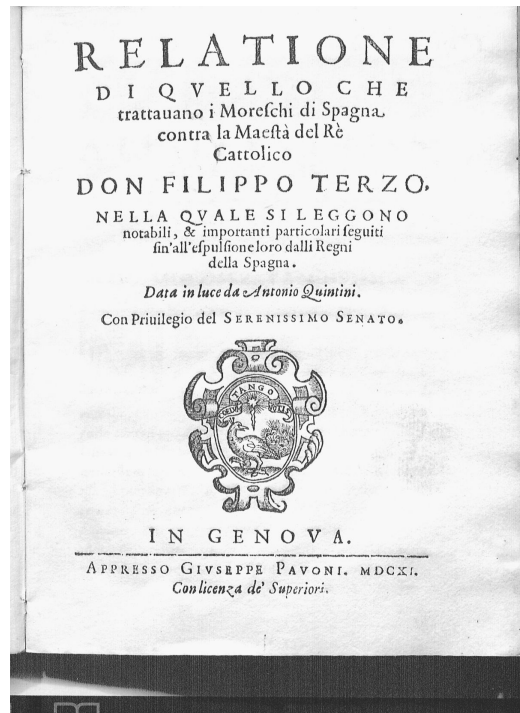 RELATIONE
DI QVELLO CHE
trattauano i Moreſchi di Spagna
contra la Maeſtà del Rè
Cattolico
DON FILIPPO TERZO,
NELLA QVALE SI LEGGONO
notabili, & importanti particolari ſeguiti
ſin'all'eſpulſione loro dalli Regni
della Spagna.
Data in luce da Antonio Quintini.
Con Priuilegio del SERENISSIMO SENATO.
TANGO
IN GENOVA.
APPRESSO GIVSEPPE PAVONI. MDCXI.
Con licenza de' Superiori.